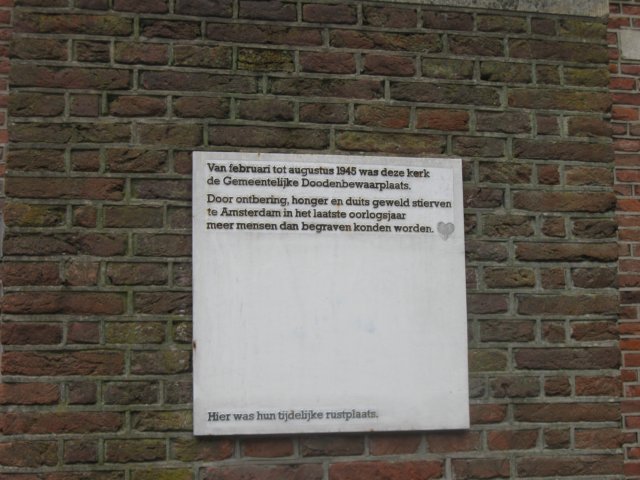 Van februari tot augustus 1945 was deze kerk
de Gemeentelijke Doodenbewaarplaats.
Door ontbering, honger en duits geweld stierven
te Amsterdam in het laatste oorlogsjaar
meer mensen dan begraven konden worden.
Hier was hun tijdelijke rustplaats.